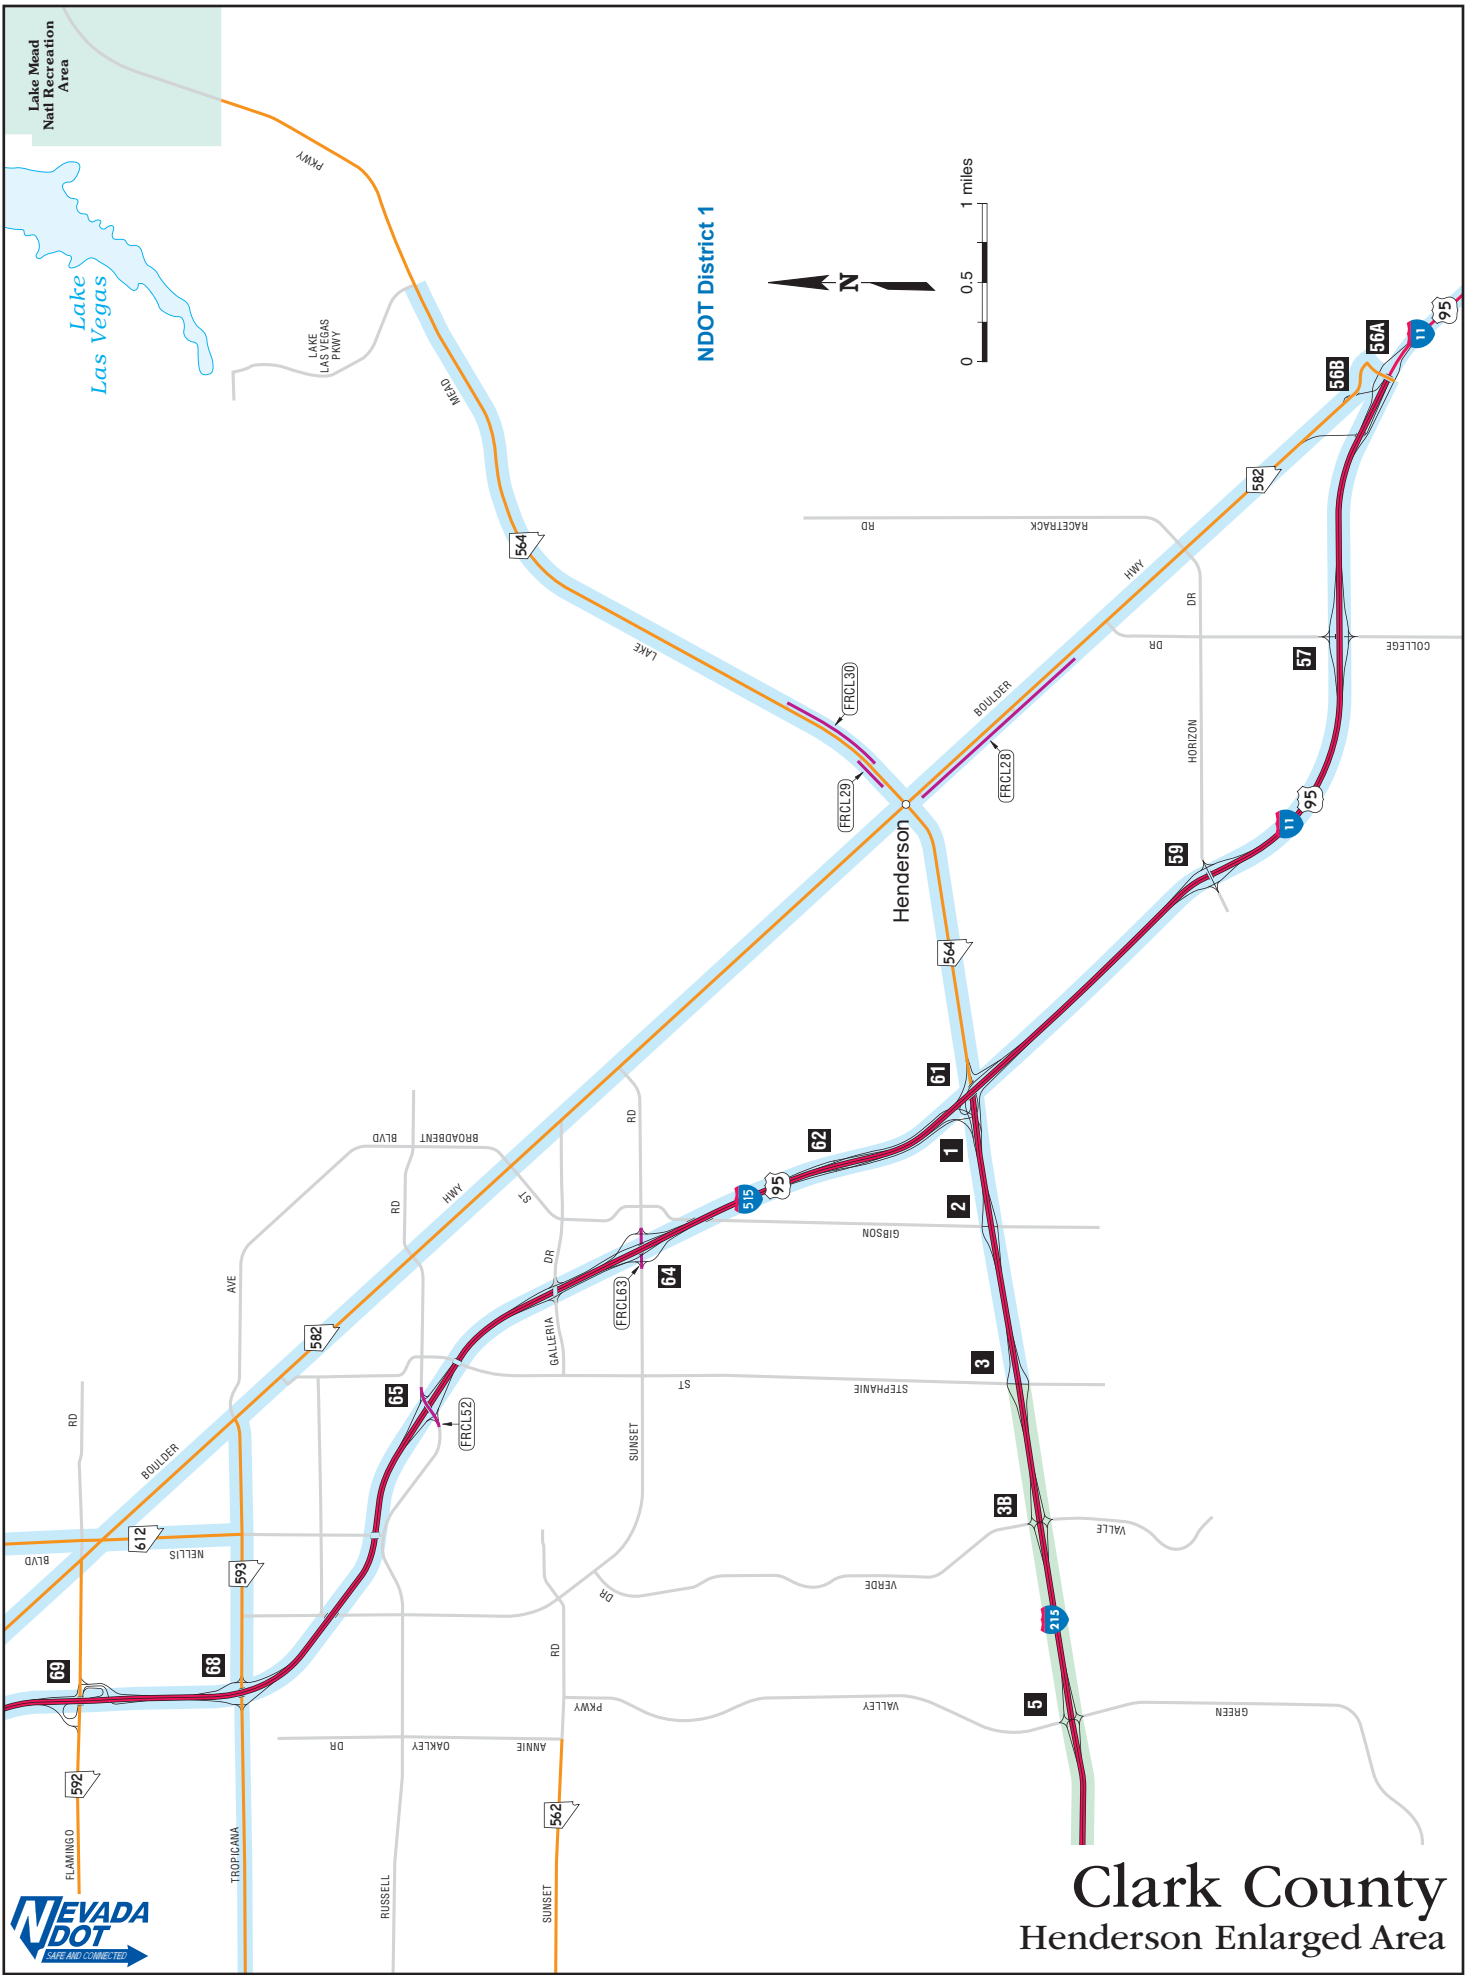 Lake Mead
Natl Recreation
Area
PKWY
Lake
Las Vegas
LAKE
LAS VEGAS
PKWY
MEAD
NDOT District 1
N
0
0.5
1 miles
564
LAKE
56B
56A
11
95
582
RD
RACETRACK
HWY
DR
DR
57
COLLEGE
FRCL30
BOULDER
FRCL29
FRCL28
HORIZON
Henderson
95
11
59
564
61
1
62
2
RD
BLVD
BROADBENT
RD
HWY
ST
515
95
GIBSON
AVE
DR
64
FRCL63
GALLERIA
582
65
FRCL52
ST
STEPHANIE
3
RD
BOULDER
SUNSET
3B
VALLE
BLVD
612
NELLIS
593
DR
VERDE
215
69
68
RD
PKWY
VALLEY
5
GREEN
DR
OAKLEY
ANNIE
592
562
FLAMINGO
TROPICANA
RUSSELL
SUNSET
NEVADA
DOT
SAFE AND CONNECTED
Clark County
Henderson Enlarged Area